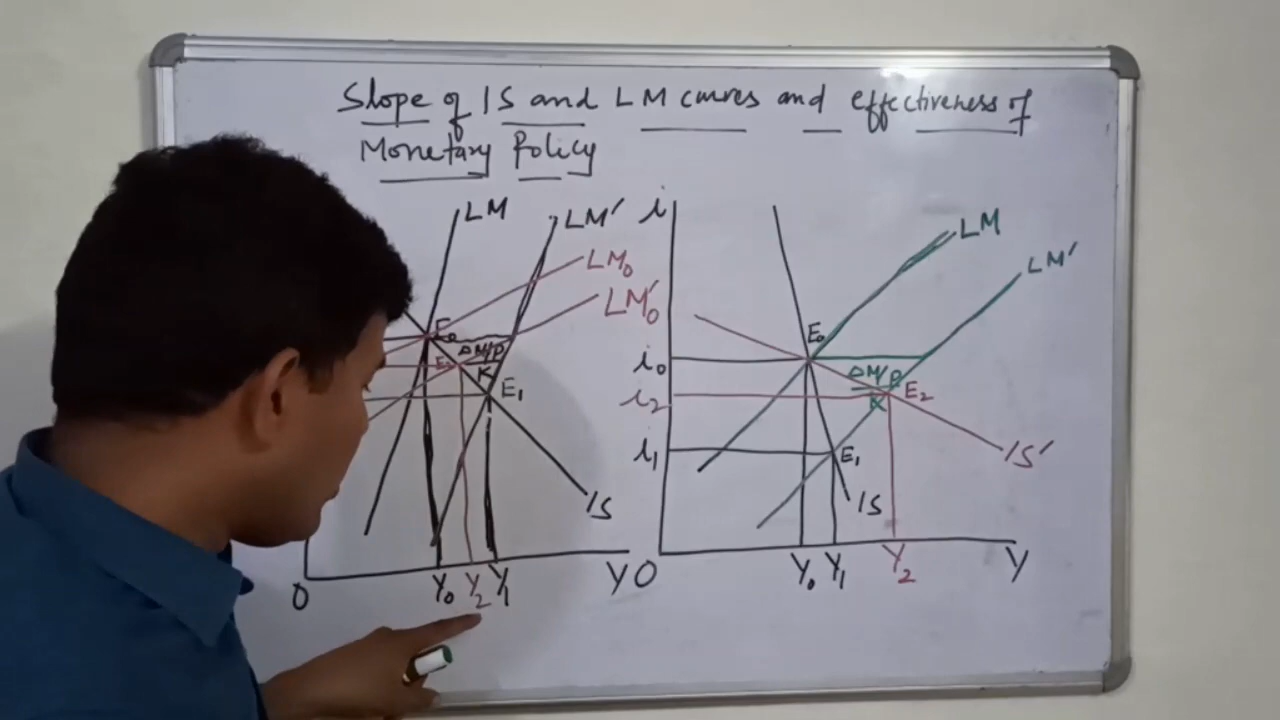 Slope of IS and LM curves and effectiveness of
Monetary Policy
LM
LM′
LM₀
LM₀′
E₁
ΔM/P
K
IS
O
Y₀
Y₂
Y₁
Y
i
LM
LM′
E₀
i₀
i₂
i₁
ΔM/P
K
E₂
E₁
IS′
IS
O
Y₀
Y₁
Y₂
Y